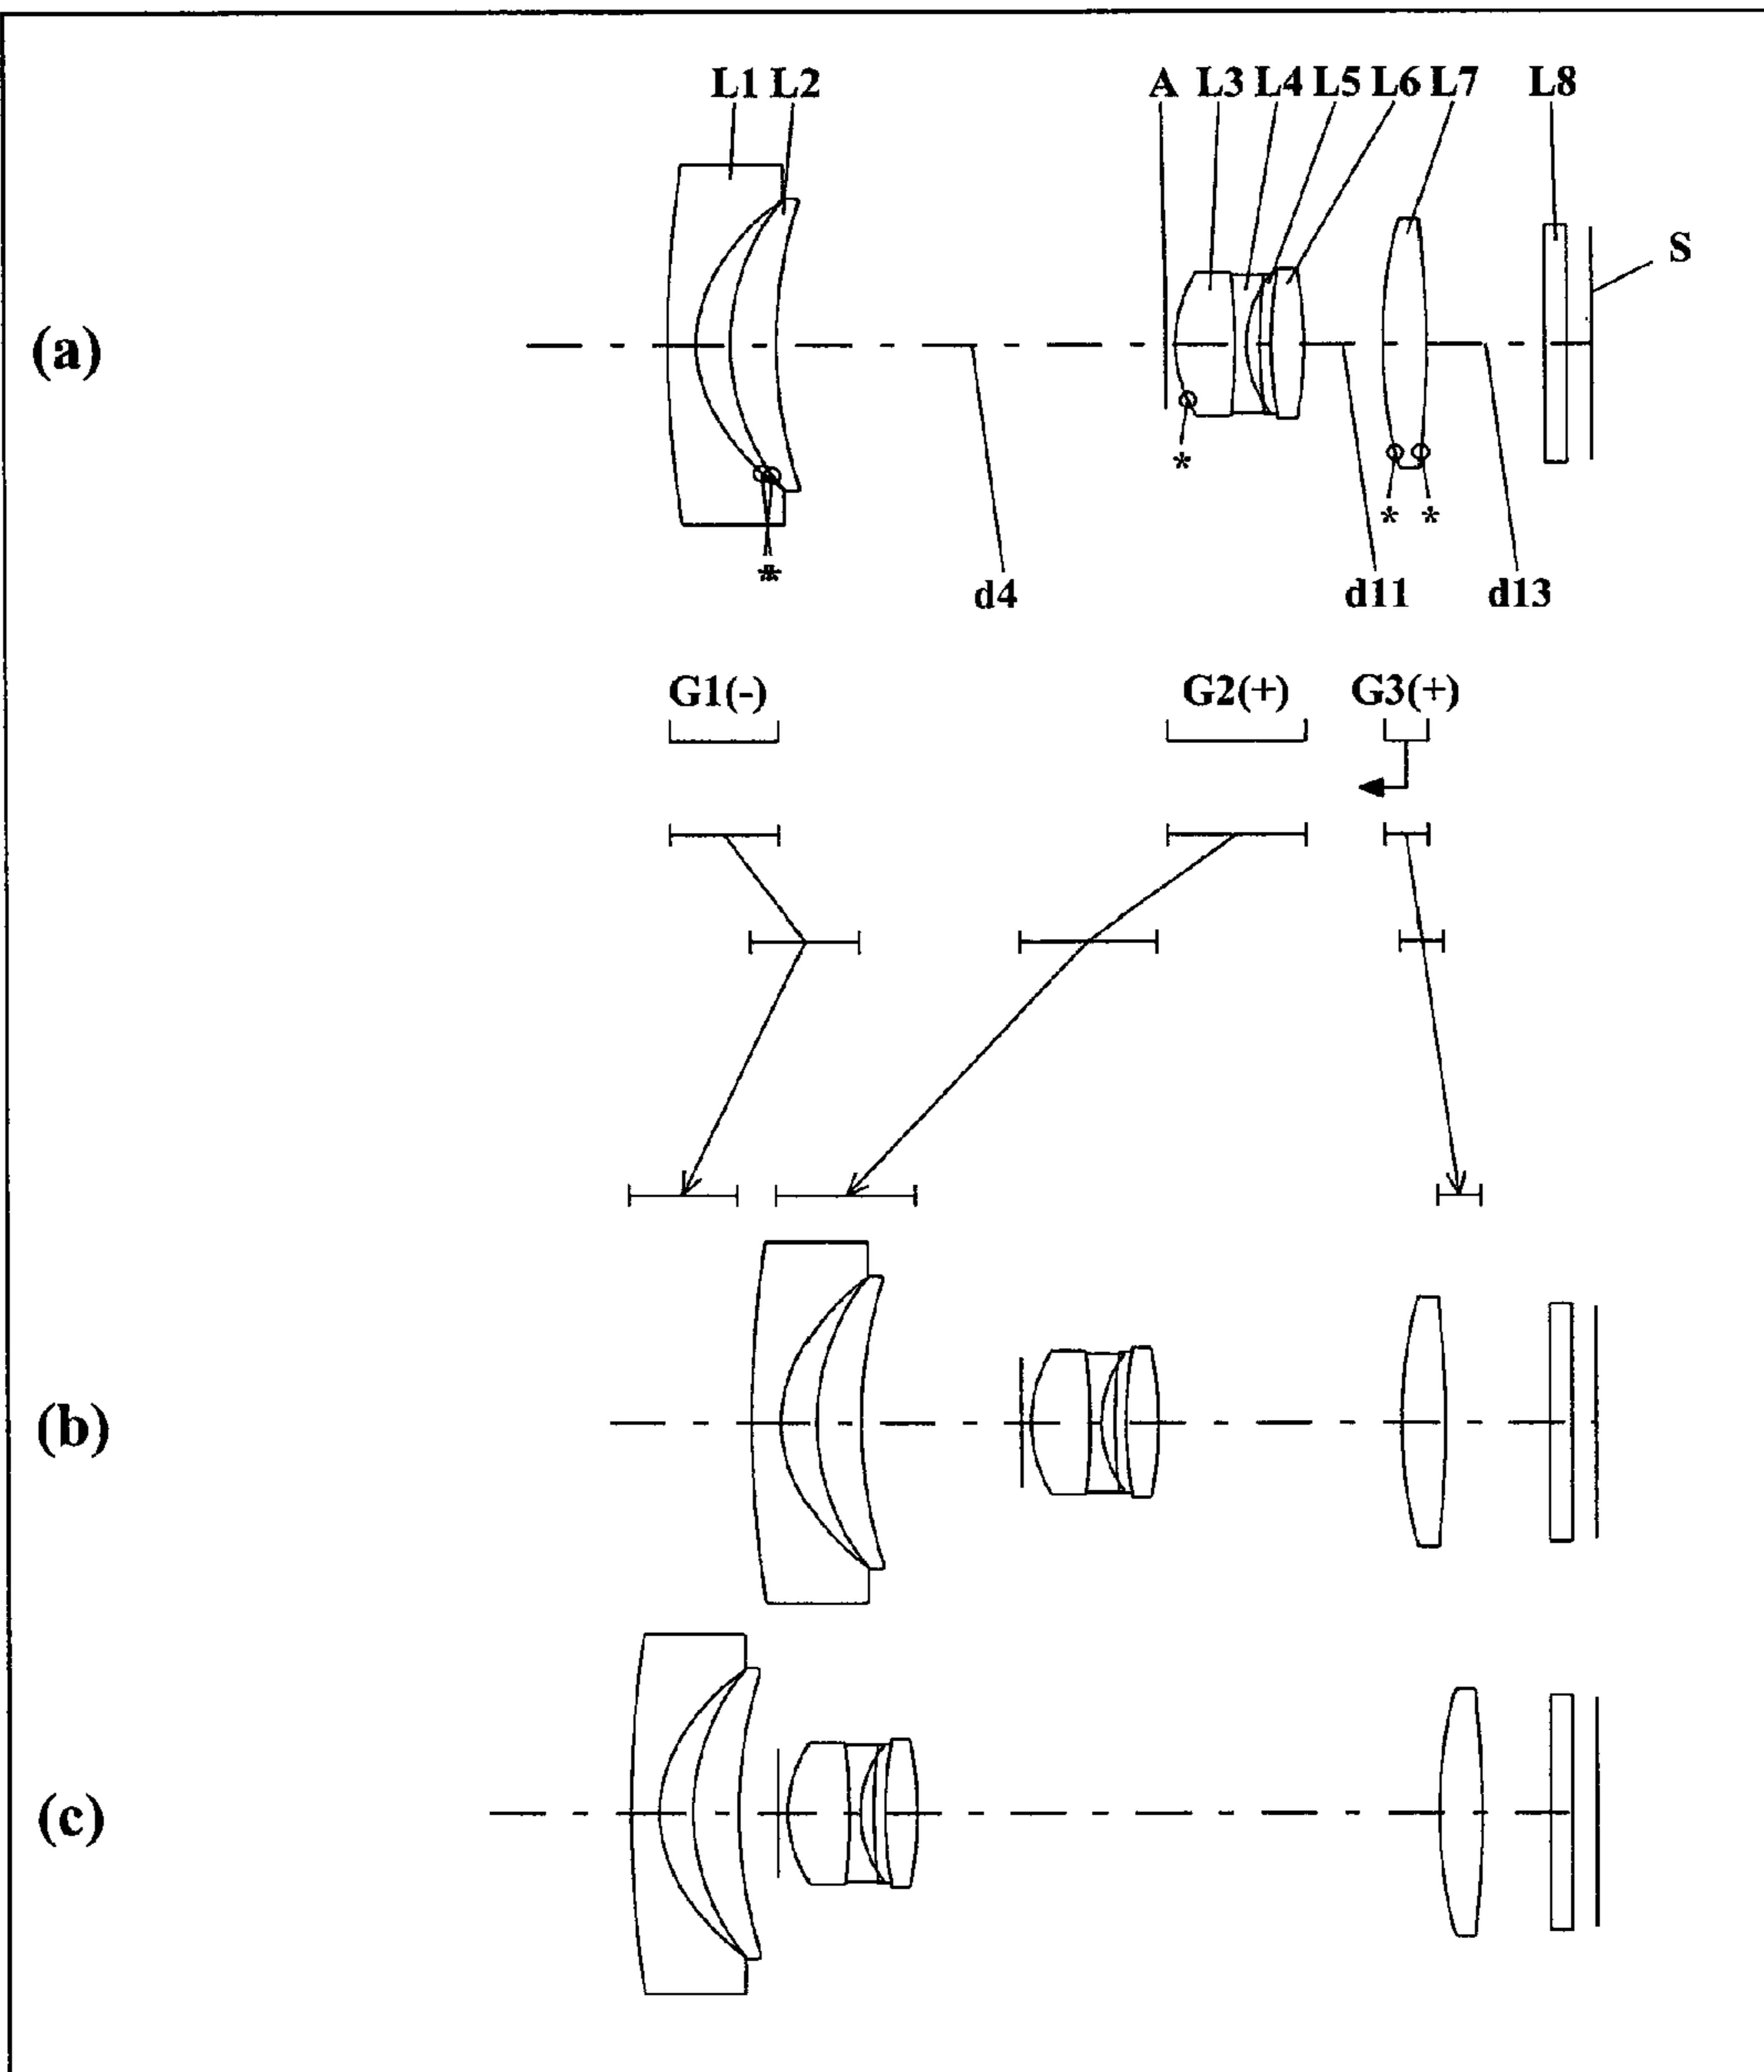 L1 L2 A L3 L4 L5 L6 L7 L8
S
(a)
*
* *
*
d4 d11 d13
G1(-) G2(+) G3(+)
(b)
(c)